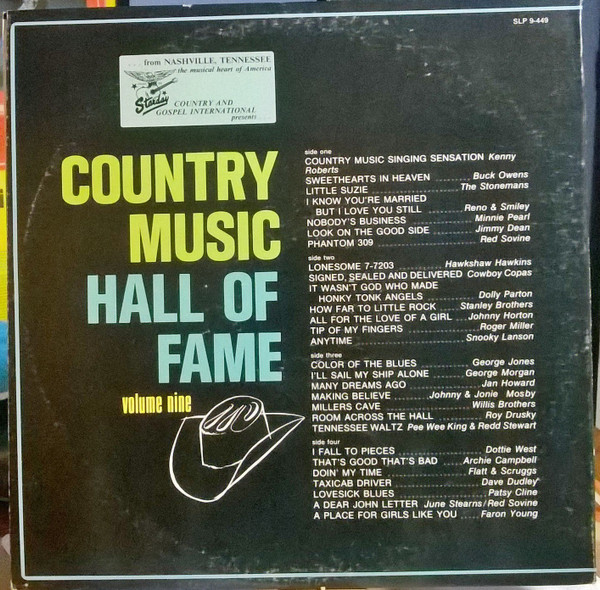 SLP 9-449
. . . from NASHVILLE, TENNESSEE
the musical heart of America
Starday
COUNTRY AND
GOSPEL INTERNATIONAL
presents
COUNTRY
MUSIC
HALL OF
FAME
volume nine
side one
COUNTRY MUSIC SINGING SENSATION Kenny
Roberts
SWEETHEARTS IN HEAVEN .......... Buck Owens
LITTLE SUZIE .......... The Stonemans
I KNOW YOU'RE MARRIED
BUT I LOVE YOU STILL .......... Reno & Smiley
NOBODY'S BUSINESS .......... Minnie Pearl
LOOK ON THE GOOD SIDE .......... Jimmy Dean
PHANTOM 309 .......... Red Sovine
side two
LONESOME 7-7203 .......... Hawkshaw Hawkins
SIGNED, SEALED AND DELIVERED Cowboy Copas
IT WASN'T GOD WHO MADE
HONKY TONK ANGELS .......... Dolly Parton
HOW FAR TO LITTLE ROCK ..... Stanley Brothers
ALL FOR THE LOVE OF A GIRL .. Johnny Horton
TIP OF MY FINGERS .......... Roger Miller
ANYTIME .......... Snooky Lanson
side three
COLOR OF THE BLUES .......... George Jones
I'LL SAIL MY SHIP ALONE ...... George Morgan
MANY DREAMS AGO .......... Jan Howard
MAKING BELIEVE .......... Johnny & Jonie Mosby
MILLERS CAVE .......... Willis Brothers
ROOM ACROSS THE HALL .......... Roy Drusky
TENNESSEE WALTZ Pee Wee King & Redd Stewart
side four
I FALL TO PIECES .......... Dottie West
THAT'S GOOD THAT'S BAD ..... Archie Campbell
DOIN' MY TIME .......... Flatt & Scruggs
TAXICAB DRIVER .......... Dave Dudley
LOVESICK BLUES .......... Patsy Cline
A DEAR JOHN LETTER June Stearns/Red Sovine
A PLACE FOR GIRLS LIKE YOU ..... Faron Young